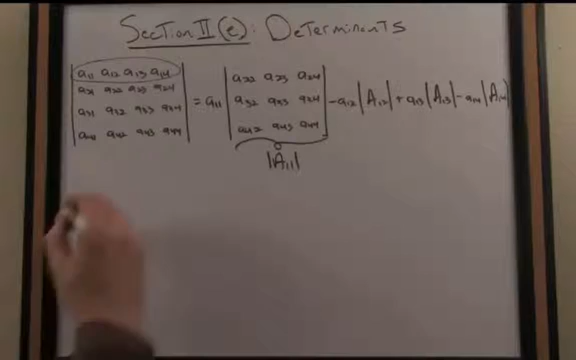 Section II (e): Determinants
| a11 a12 a13 a14 | = a11 | a22 a23 a24 | - a12 |A12| + a13 |A13| - a14 |A14|
| a21 a22 a23 a24 | | a32 a33 a34 |
| a31 a32 a33 a34 | | a42 a43 a44 |
| a41 a42 a43 a44 |
|A11|